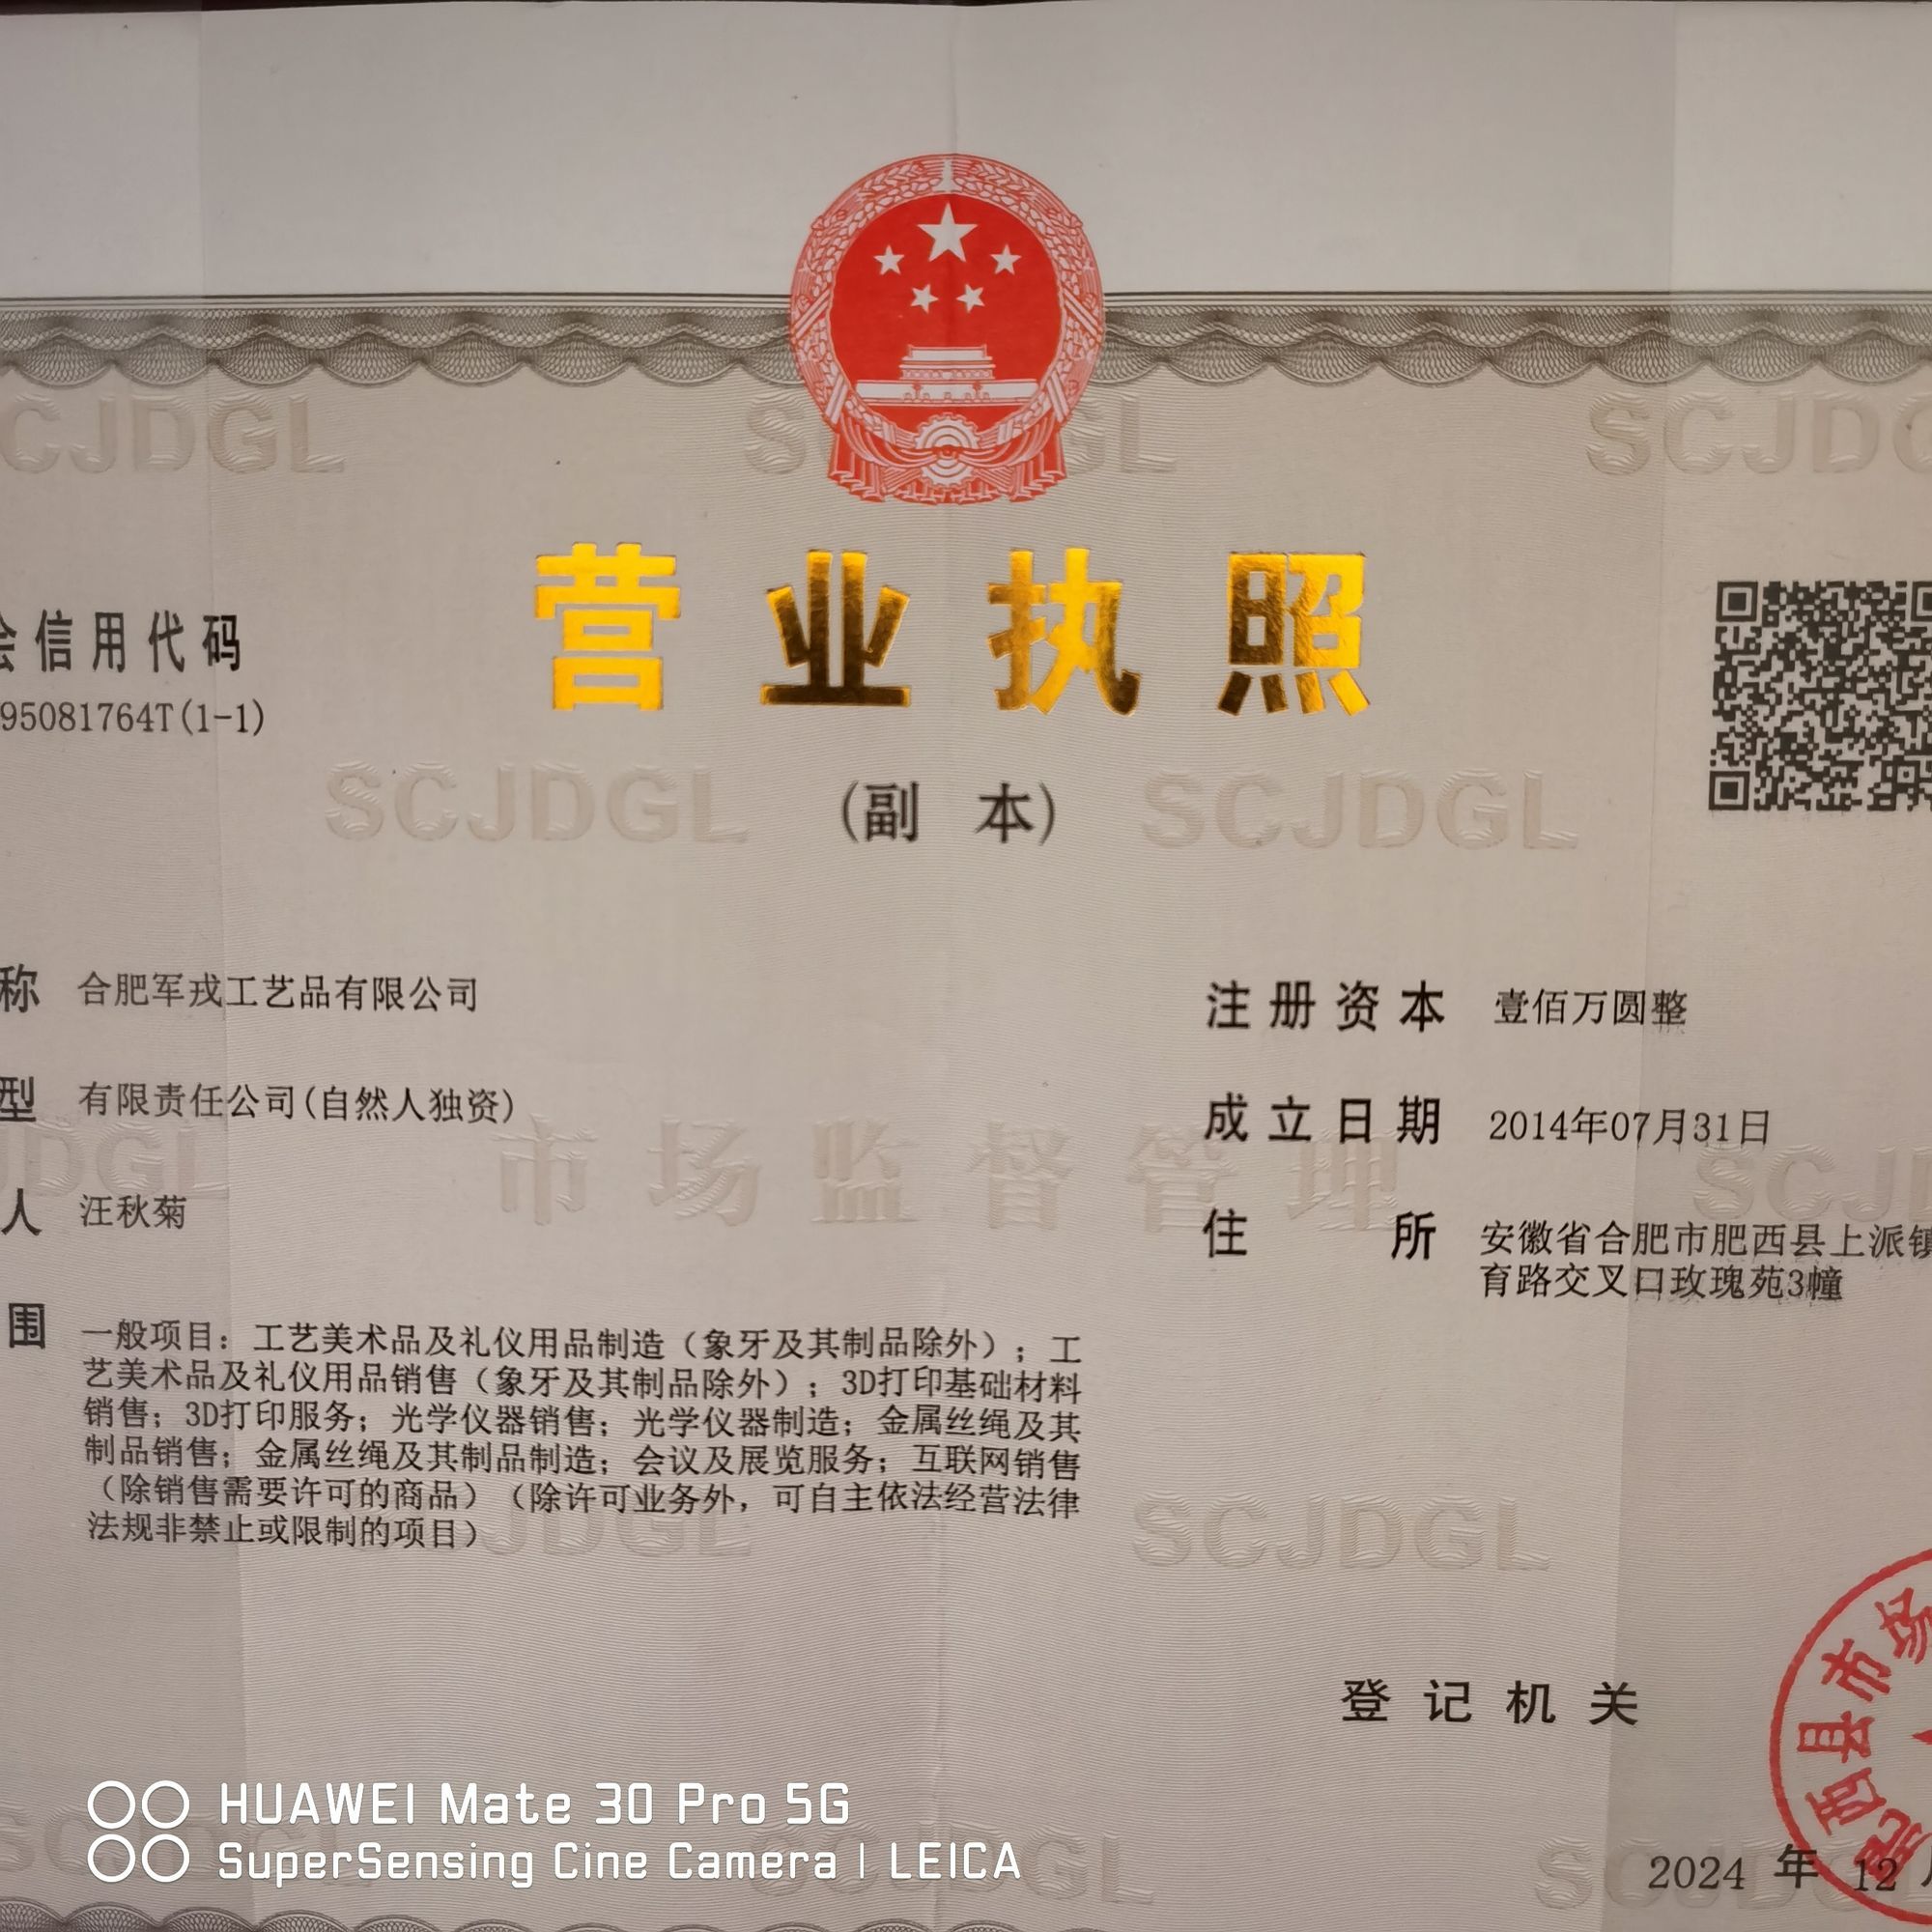 营业执照
(副 本)
会信用代码
95081764T(1-1)
称 合肥军戎工艺品有限公司
型 有限责任公司(自然人独资)
人 汪秋菊
围 一般项目：工艺美术品及礼仪用品制造（象牙及其制品除外）；工
艺美术品及礼仪用品销售（象牙及其制品除外）；3D打印基础材料
销售；3D打印服务；光学仪器销售；光学仪器制造；金属丝绳及其
制品销售；金属丝绳及其制品制造；会议及展览服务；互联网销售
（除销售需要许可的商品）（除许可业务外，可自主依法经营法律
法规非禁止或限制的项目）
注册资本 壹佰万圆整
成立日期 2014年07月31日
住 所 安徽省合肥市肥西县上派镇
育路交叉口玫瑰苑3幢
登记机关
肥西县市场
2024 年 12 月
SCJDGL
SCJDGL
SCJDGL
SCJDGL
市场监督管理
SCJDGL
HUAWEI Mate 30 Pro 5G
SuperSensing Cine Camera | LEICA